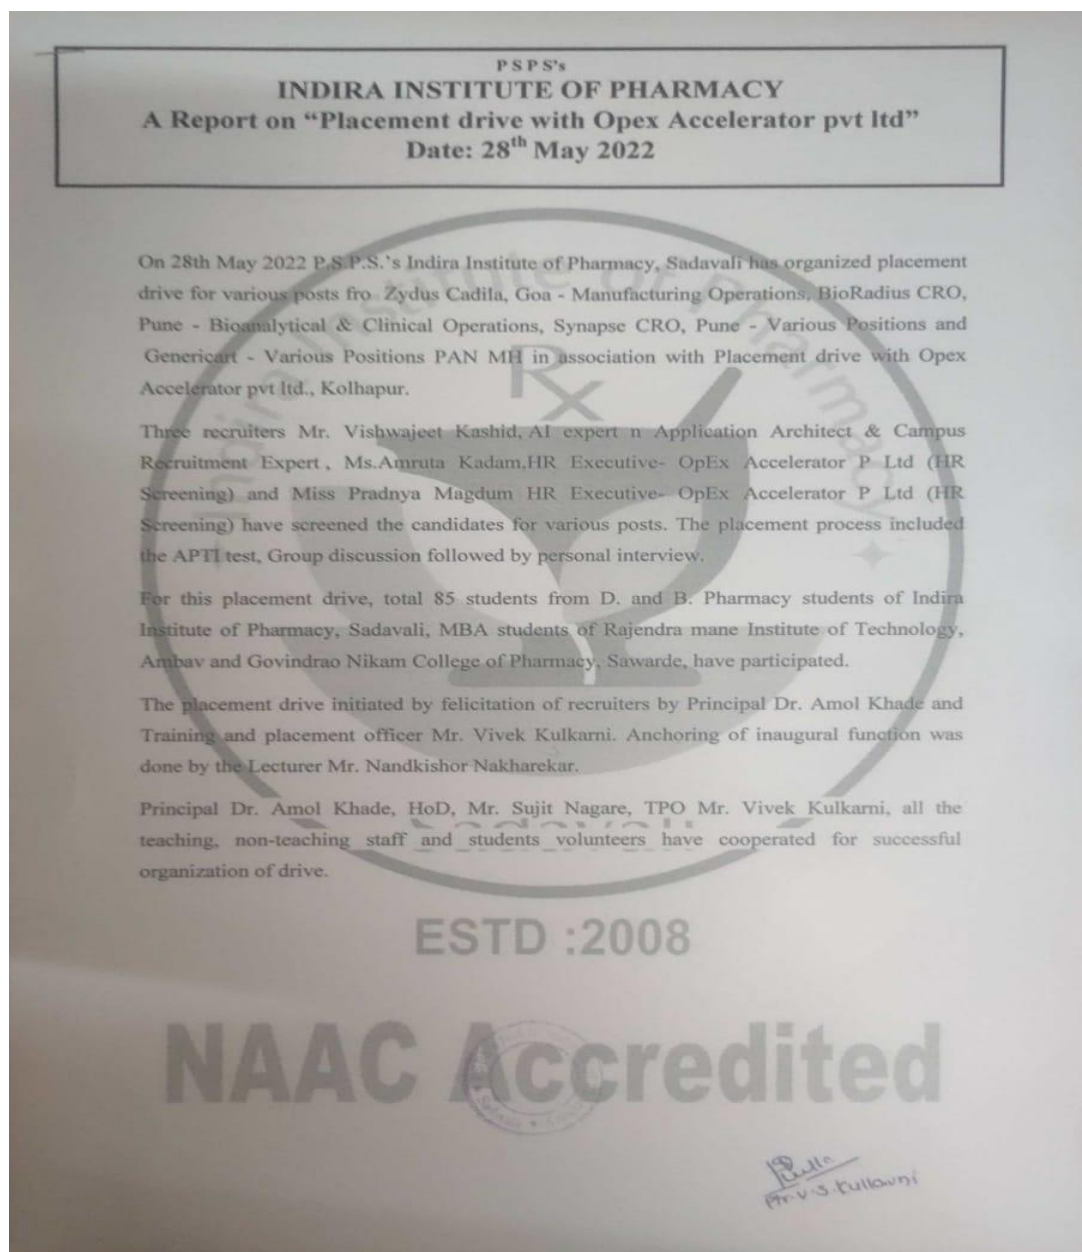 PSPS's
INDIRA INSTITUTE OF PHARMACY
A Report on “Placement drive with Opex Accelerator pvt ltd”
Date: 28th May 2022
On 28th May 2022 P.S.P.S.'s Indira Institute of Pharmacy, Sadavali has organized placement
drive for various posts fro Zydus Cadila, Goa - Manufacturing Operations, BioRadius CRO,
Pune - Bioanalytical & Clinical Operations, Synapse CRO, Pune - Various Positions and
Genericart - Various Positions PAN MH in association with Placement drive with Opex
Accelerator pvt ltd., Kolhapur.
Three recruiters Mr. Vishwajeet Kashid, AI expert n Application Architect & Campus
Recruitment Expert , Ms.Amruta Kadam,HR Executive- OpEx Accelerator P Ltd (HR
Screening) and Miss Pradnya Magdum HR Executive- OpEx Accelerator P Ltd (HR
Screening) have screened the candidates for various posts. The placement process included
the APTI test, Group discussion followed by personal interview.
For this placement drive, total 85 students from D. and B. Pharmacy students of Indira
Institute of Pharmacy, Sadavali, MBA students of Rajendra mane Institute of Technology,
Ambav and Govindrao Nikam College of Pharmacy, Sawarde, have participated.
The placement drive initiated by felicitation of recruiters by Principal Dr. Amol Khade and
Training and placement officer Mr. Vivek Kulkarni. Anchoring of inaugural function was
done by the Lecturer Mr. Nandkishor Nakharekar.
Principal Dr. Amol Khade, HoD, Mr. Sujit Nagare, TPO Mr. Vivek Kulkarni, all the
teaching, non-teaching staff and students volunteers have cooperated for successful
organization of drive.
Indira Institute of Pharmacy
Rx
Sadavali
ESTD :2008
NAAC Accredited